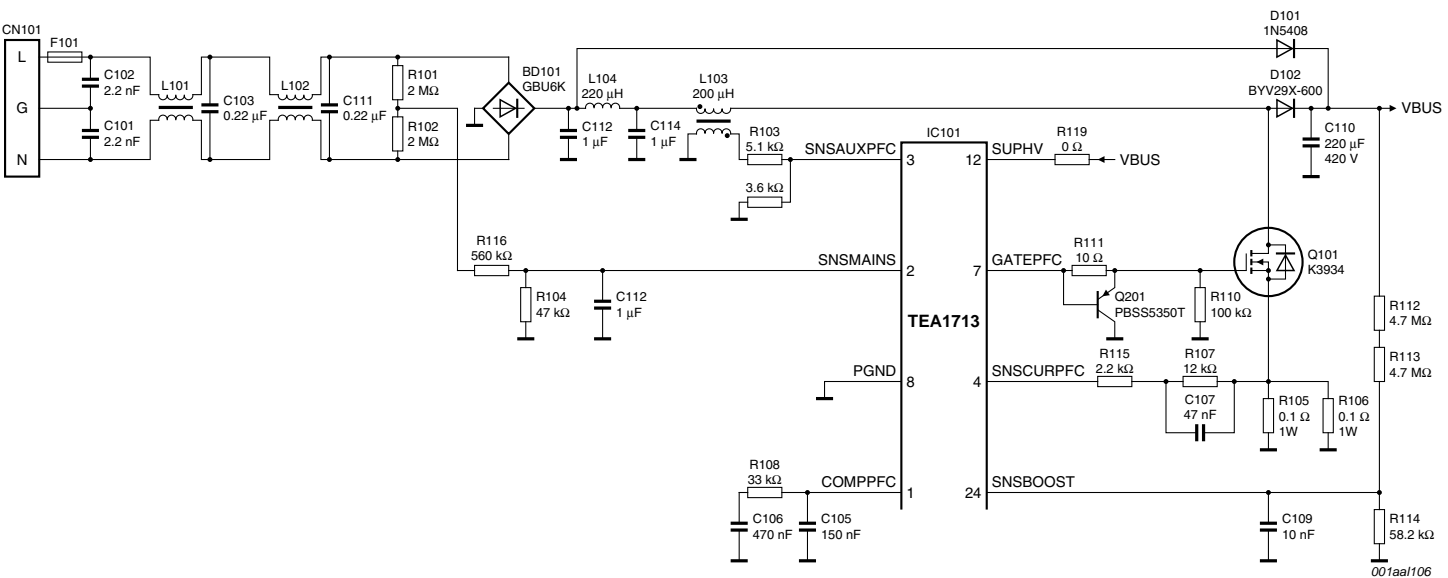 CN101
L
G
N
F101
C102
2.2 nF
C101
2.2 nF
L101
C103
0.22 μF
L102
C111
0.22 μF
R101
2 MΩ
R102
2 MΩ
BD101
GBU6K
L104
220 μH
C112
1 μF
C114
1 μF
L103
200 μH
R103
5.1 kΩ
3.6 kΩ
D101
1N5408
D102
BYV29X-600
VBUS
C110
220 μF
420 V
IC101
TEA1713
SNSAUXPFC
3
12
SUPHV
R119
0 Ω
VBUS
R116
560 kΩ
R104
47 kΩ
C112
1 μF
SNSMAINS
2
7
GATEPFC
R111
10 Ω
Q201
PBSS5350T
R110
100 kΩ
Q101
K3934
R112
4.7 MΩ
R113
4.7 MΩ
PGND
8
4
SNSCURPFC
R115
2.2 kΩ
R107
12 kΩ
C107
47 nF
R105
0.1 Ω
1W
R106
0.1 Ω
1W
R108
33 kΩ
COMPPFC
1
24
SNSBOOST
C106
470 nF
C105
150 nF
C109
10 nF
R114
58.2 kΩ
001aal106